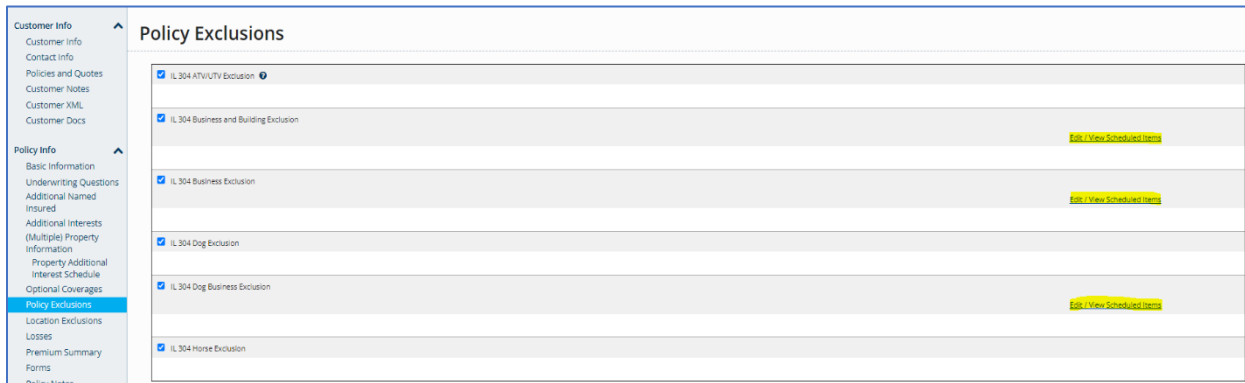 Customer Info
Customer Info
Contact Info
Policies and Quotes
Customer Notes
Customer XML
Customer Docs
Policy Info
Basic Information
Underwriting Questions
Additional Named
Insured
Additional Interests
(Multiple) Property
Information
Property Additional
Interest Schedule
Optional Coverages
Policy Exclusions
Location Exclusions
Losses
Premium Summary
Forms
Policy Notes
Policy Exclusions
IL 304 ATV/UTV Exclusion ?
IL 304 Business and Building Exclusion
Edit / View Scheduled Items
IL 304 Business Exclusion
Edit / View Scheduled Items
IL 304 Dog Exclusion
IL 304 Dog Business Exclusion
Edit / View Scheduled Items
IL 304 Horse Exclusion